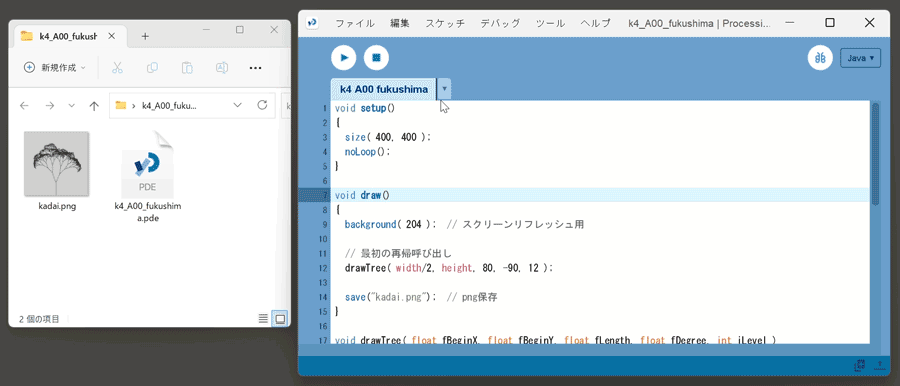 k4_A00_fukush
新規作成
k4_A00_fuku...
kadai.png
PDE
k4_A00_fukushim
a.pde
2 個の項目
ファイル 編集 スケッチ デバッグ ツール ヘルプ k4_A00_fukushima | Processi...
Java
k4 A00 fukushima
1 void setup()
2 {
3 size( 400, 400 );
4 noLoop();
5 }
6
7 void draw()
8 {
9 background( 204 ); // スクリーンリフレッシュ用
10
11 // 最初の再帰呼び出し
12 drawTree( width/2, height, 80, -90, 12 );
13
14 save("kadai.png"); // png保存
15 }
16
17 void drawTree( float fBeginX, float fBeginY, float fLength, float fDegree, int iLevel )